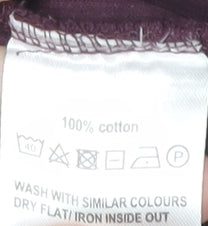 100% cotton
40 P
WASH WITH SIMILAR COLOURS
DRY FLAT/ IRON INSIDE OUT